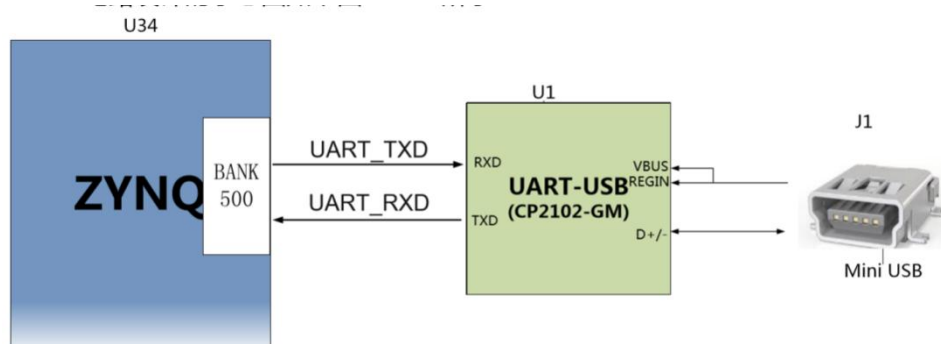 U34
ZYNQ
BANK
500
UART_TXD
UART_RXD
U1
RXD
TXD
UART-USB
(CP2102-GM)
VBUS
REGIN
D+/-
J1
Mini USB